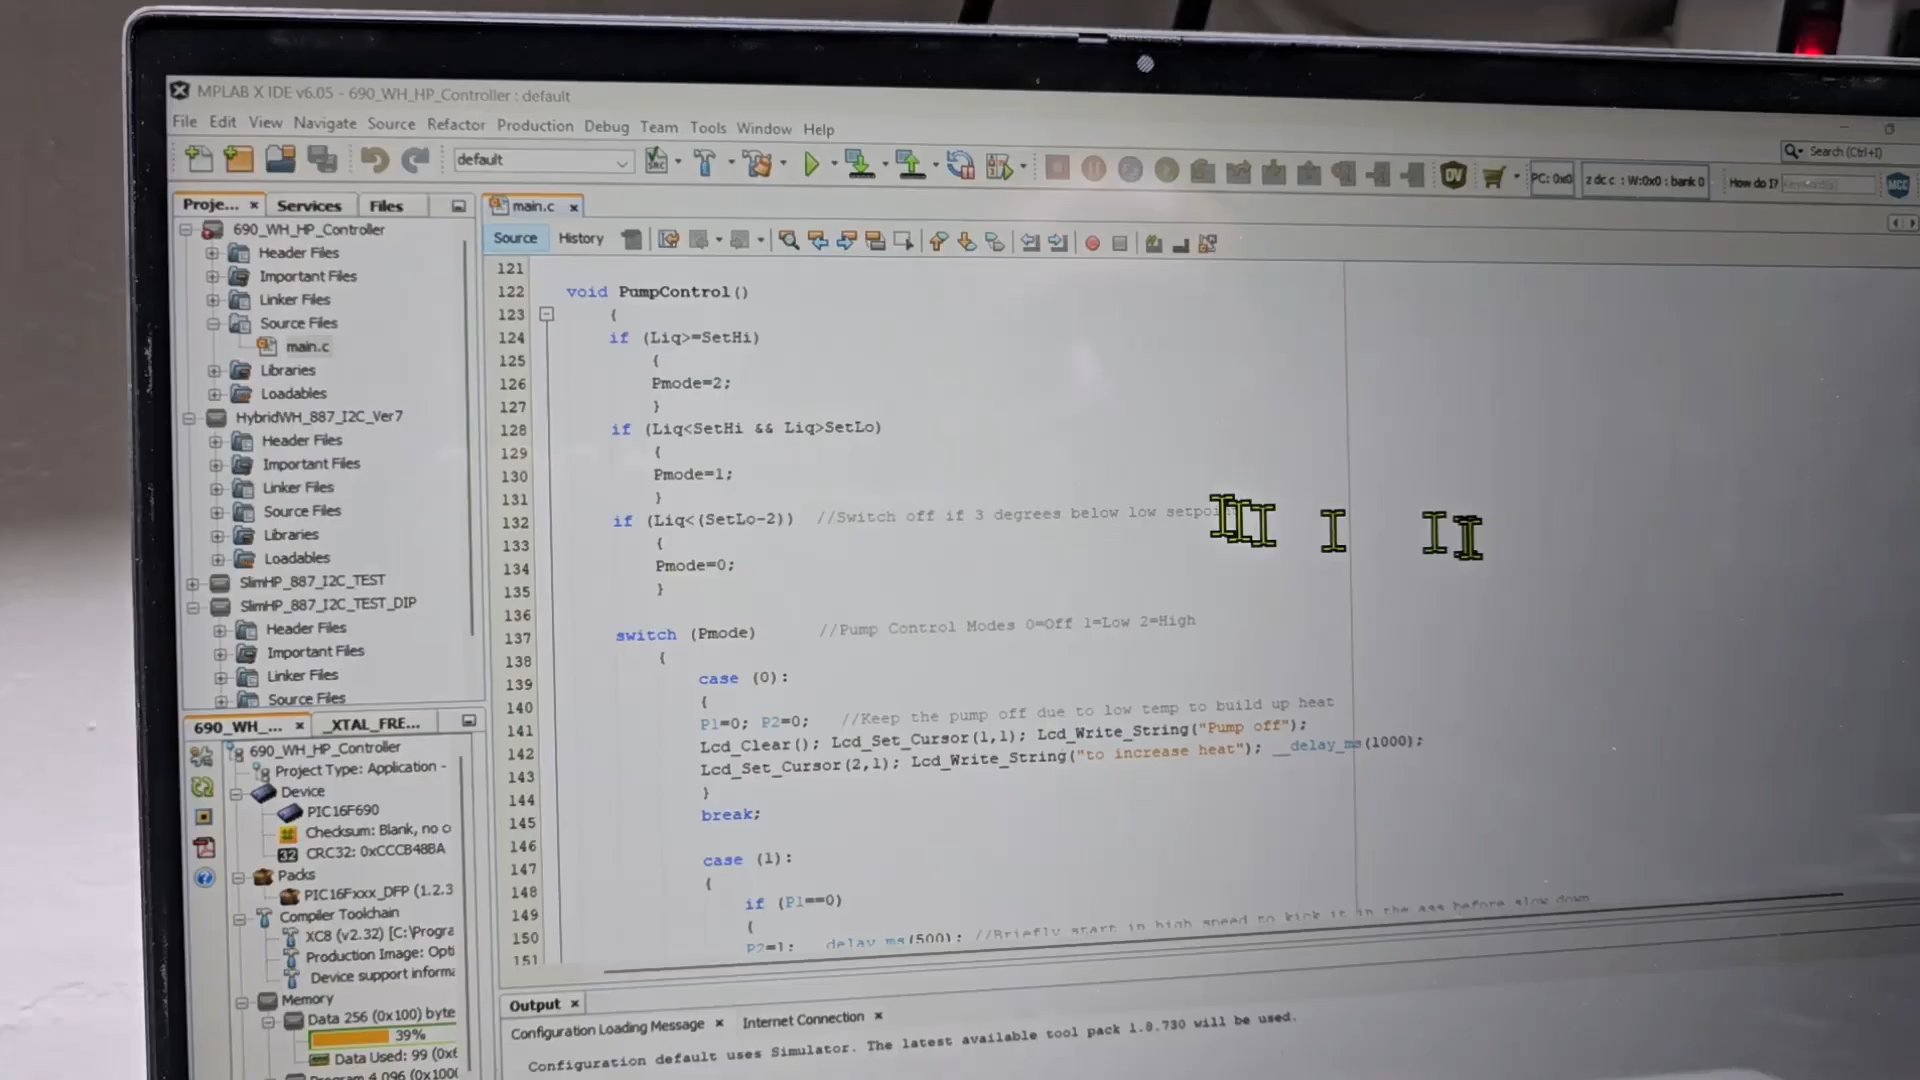 MPLAB X IDE v6.05 - 690_WH_HP_Controller : default
File Edit View Navigate Source Refactor Production Debug Team Tools Window Help
Search (Ctrl+I)
default
PC: 0x0
z dc c : W:0x0 : bank 0
How do I?
Proje... × Services Files
main.c ×
Source History
690_WH_HP_Controller
Header Files
Important Files
Linker Files
Source Files
main.c
Libraries
Loadables
HybridWH_887_I2C_Ver7
Header Files
Important Files
Linker Files
Source Files
Libraries
Loadables
SlimHP_887_I2C_TEST
SlimHP_887_I2C_TEST_DIP
Header Files
Important Files
Linker Files
Source Files
121
122 void PumpControl()
123 {
124 if (Liq>=SetHi)
125 {
126 Pmode=2;
127 }
128 if (Liq<SetHi && Liq>SetLo)
129 {
130 Pmode=1;
131 }
132 if (Liq<(SetLo-2)) //Switch off if 3 degrees below low
133 {
134 Pmode=0;
135 }
136
137 switch (Pmode) //Pump Control Modes 0=Off 1=Low 2=High
138 {
139 case (0):
140 {
141 P1=0; P2=0; //Keep the pump off due to low temp to build up heat
142 Lcd_Clear(); Lcd_Set_Cursor(1,1); Lcd_Write_String("Pump off");
143 Lcd_Set_Cursor(2,1); Lcd_Write_String("to increase heat"); __delay_ms(1000);
144 }
145 break;
146
147 case (1):
148 {
149 if (P1==0)
150 {
151 P2=1; delay_ms(500); //Briefly start in high speed to kick it in the ass before slow down
690_WH_... × _XTAL_FRE...
690_WH_HP_Controller
Project Type: Application -
Device
PIC16F690
Checksum: Blank, no c
CRC32: 0xCCCB48BA
Packs
PIC16Fxxx_DFP (1.2.3
Compiler Toolchain
XC8 (v2.32) [C:\Progra
Production Image: Opti
Device support informa
Memory
Data 256 (0x100) byte
39%
Data Used: 99 (0x6
Program 4,096 (0x100
Output ×
Configuration Loading Message × Internet Connection ×
Configuration default uses Simulator. The latest available tool pack 1.8.730 will be used.